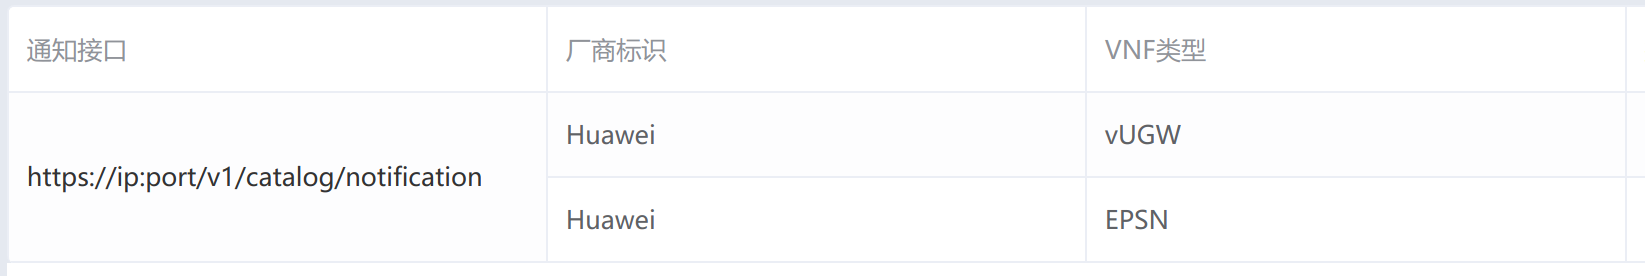 通知接口
厂商标识
VNF类型
https://ip:port/v1/catalog/notification
Huawei
vUGW
Huawei
EPSN